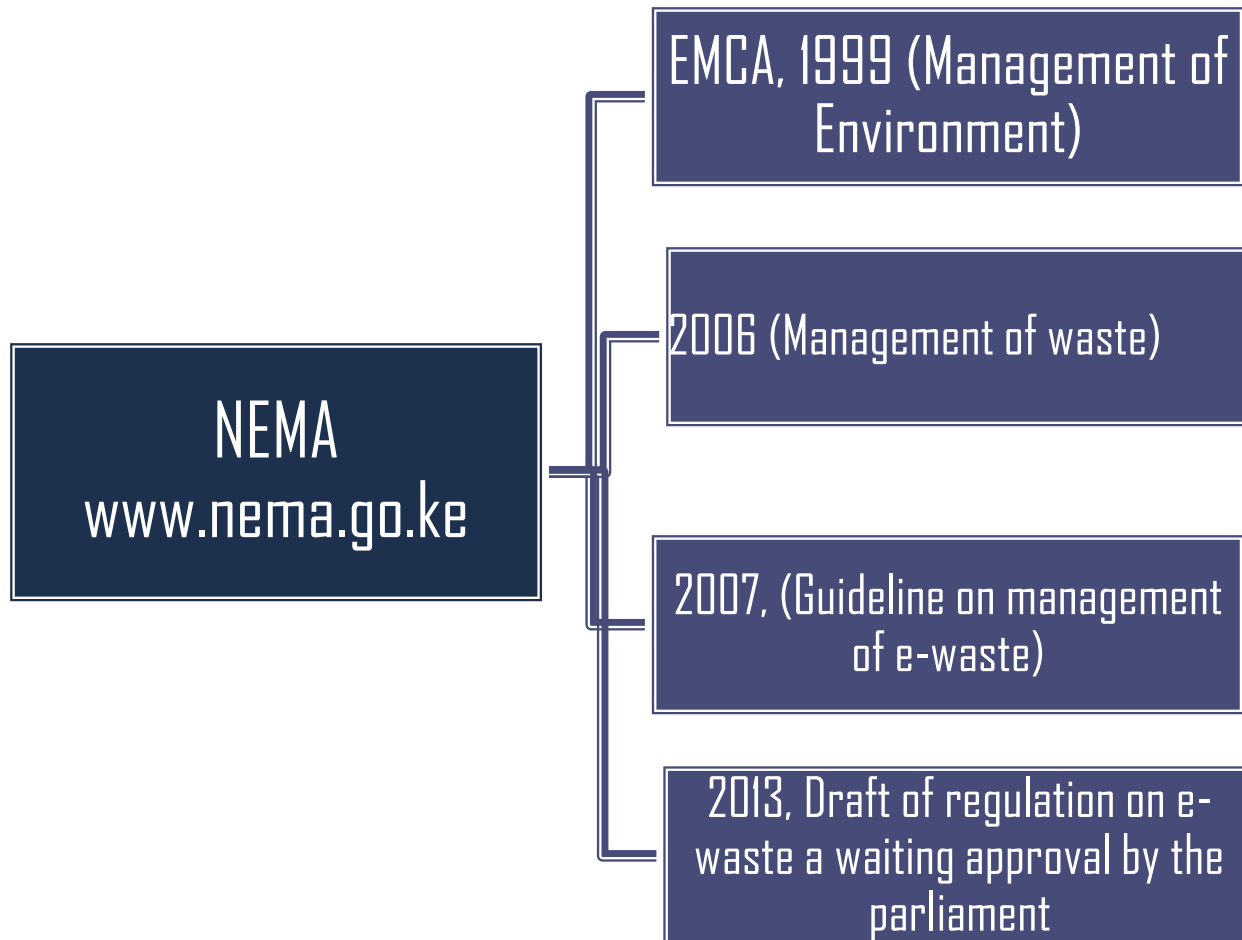 EMCA, 1999 (Management of
Environment)
2006 (Management of waste)
NEMA
www.nema.go.ke
2007, (Guideline on management
of e-waste)
2013, Draft of regulation on e-
waste a waiting approval by the
parliament